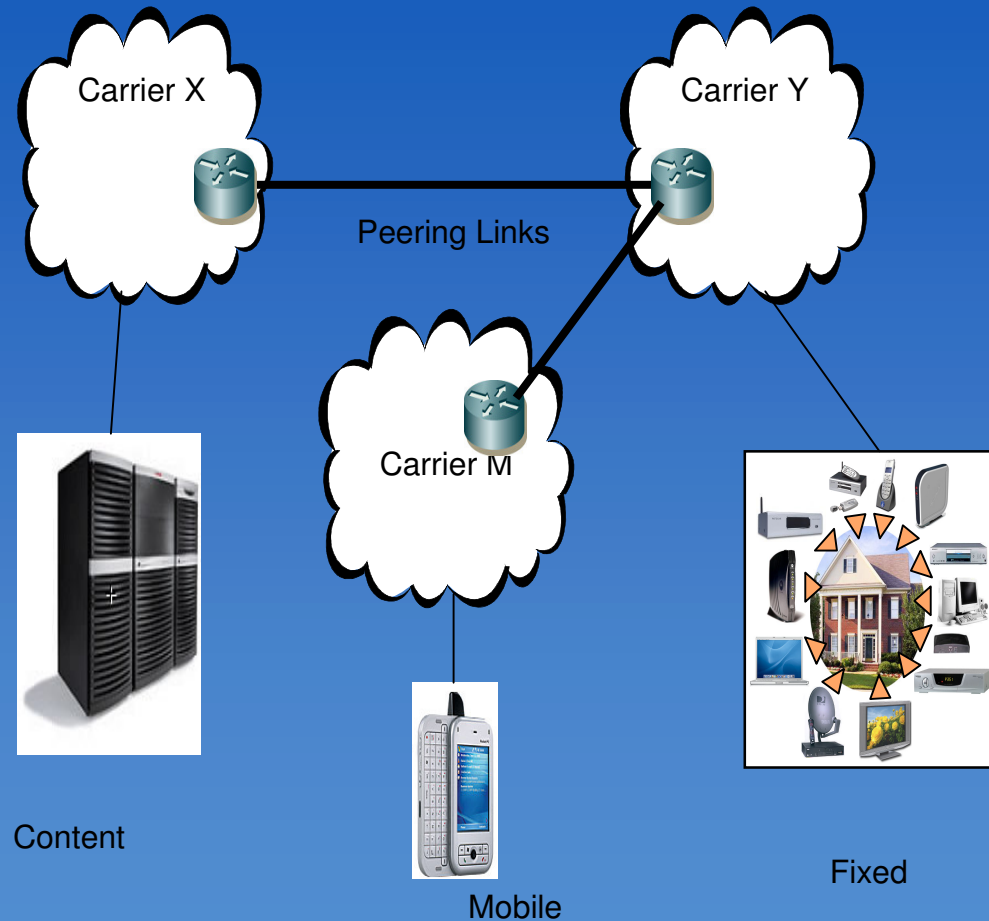 Carrier X
Carrier Y
Peering Links
Carrier M
Content
Fixed
Mobile